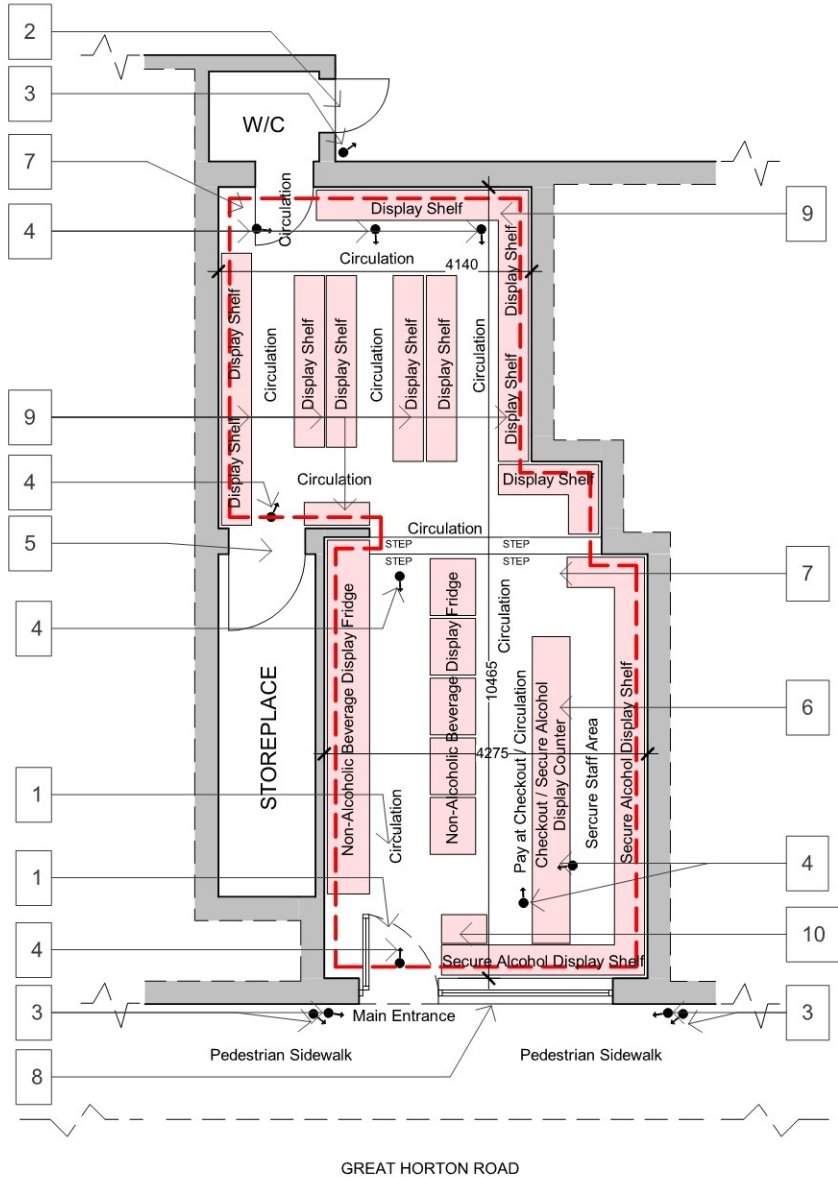 2
3
W/C
7
Circulation
4
Display Shelf
9
Circulation
4140
Display Shelf
Display Shelf
Display Shelf
Display Shelf
Circulation
Display Shelf
Display Shelf
Circulation
Display Shelf
Display Shelf
Circulation
9
Display Shelf
4
Circulation
Display Shelf
5
Circulation
STEP
STEP
STEP
STEP
7
4
Non-Alcoholic Beverage Display Fridge
Non-Alcoholic Beverage Display Fridge
Circulation
10465
6
4275
STOREPLACE
1
Circulation
Pay at Checkout / Circulation
Checkout / Secure Alcohol
Display Counter
Sercure Staff Area
Secure Alcohol Display Shelf
1
4
4
10
Secure Alcohol Display Shelf
3
Main Entrance
3
Pedestrian Sidewalk
Pedestrian Sidewalk
8
GREAT HORTON ROAD